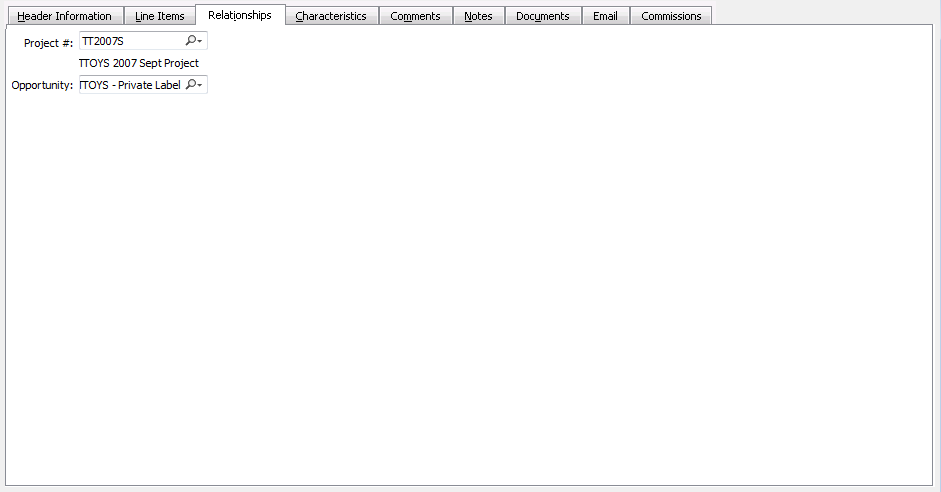 Header Information Line Items Relationships Characteristics Comments Notes Documents Email Commissions
Project #: TT2007S
TTOYS 2007 Sept Project
Opportunity: TTOYS - Private Label